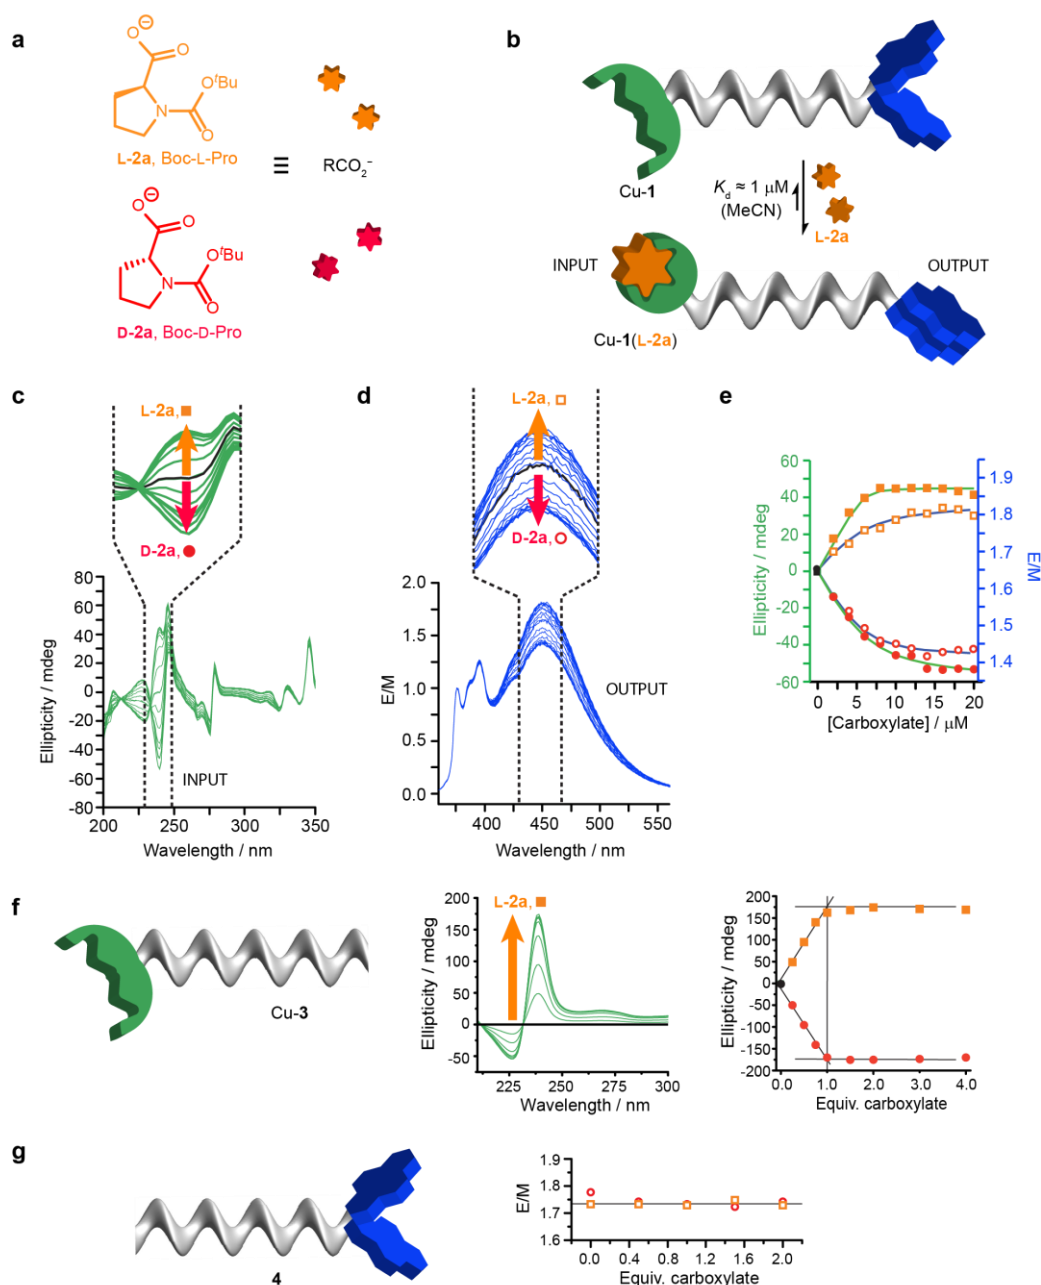 a
O⊖
O
O
OᵗBu
N
O
L-2a, Boc-L-Pro
≡ RCO₂⁻
O⊖
O
OᵗBu
N
O
D-2a, Boc-D-Pro
b
Cu-1
Kd ≈ 1 μM
(MeCN)
L-2a
INPUT
OUTPUT
Cu-1(L-2a)
c
L-2a,
D-2a,
80
60
40
20
0
-20
-40
-60
-80
Ellipticity / mdeg
INPUT
200 250 300 350
Wavelength / nm
d
L-2a,
D-2a,
2.0
1.5
1.0
0.5
0.0
E/M
OUTPUT
400 450 500 550
Wavelength / nm
e
60
40
20
0
-20
-40
-60
Ellipticity / mdeg
1.9
1.8
1.7
1.6
1.5
1.4
E/M
0 5 10 15 20
[Carboxylate] / μM
f
Cu-3
L-2a,
200
150
100
50
0
-50
Ellipticity / mdeg
225 250 275 300
Wavelength / nm
200
150
100
50
0
-50
-100
-150
-200
Ellipticity / mdeg
0.0 1.0 2.0 3.0 4.0
Equiv. carboxylate
g
4
1.9
1.8
1.7
1.6
E/M
0.0 0.4 0.8 1.2 1.6 2.0
Equiv. carboxylate